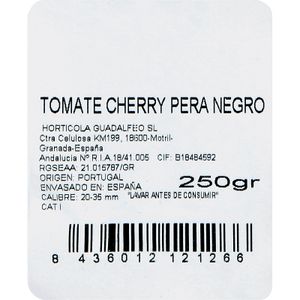 TOMATE CHERRY PERA NEGRO
HORTICOLA GUADALFEO SL
Ctra Celulosa KM199, 18600-Motril-
Granada-España
Andalucia Nº R.I.A.18/41.005 CIF: B18484592
RGSEAA: 21.015787/GR
ORIGEN: PORTUGAL
ENVASADO EN: ESPAÑA
250gr
CALIBRE: 20-35 mm "LAVAR ANTES DE CONSUMIR"
CAT I
8 436012 121266